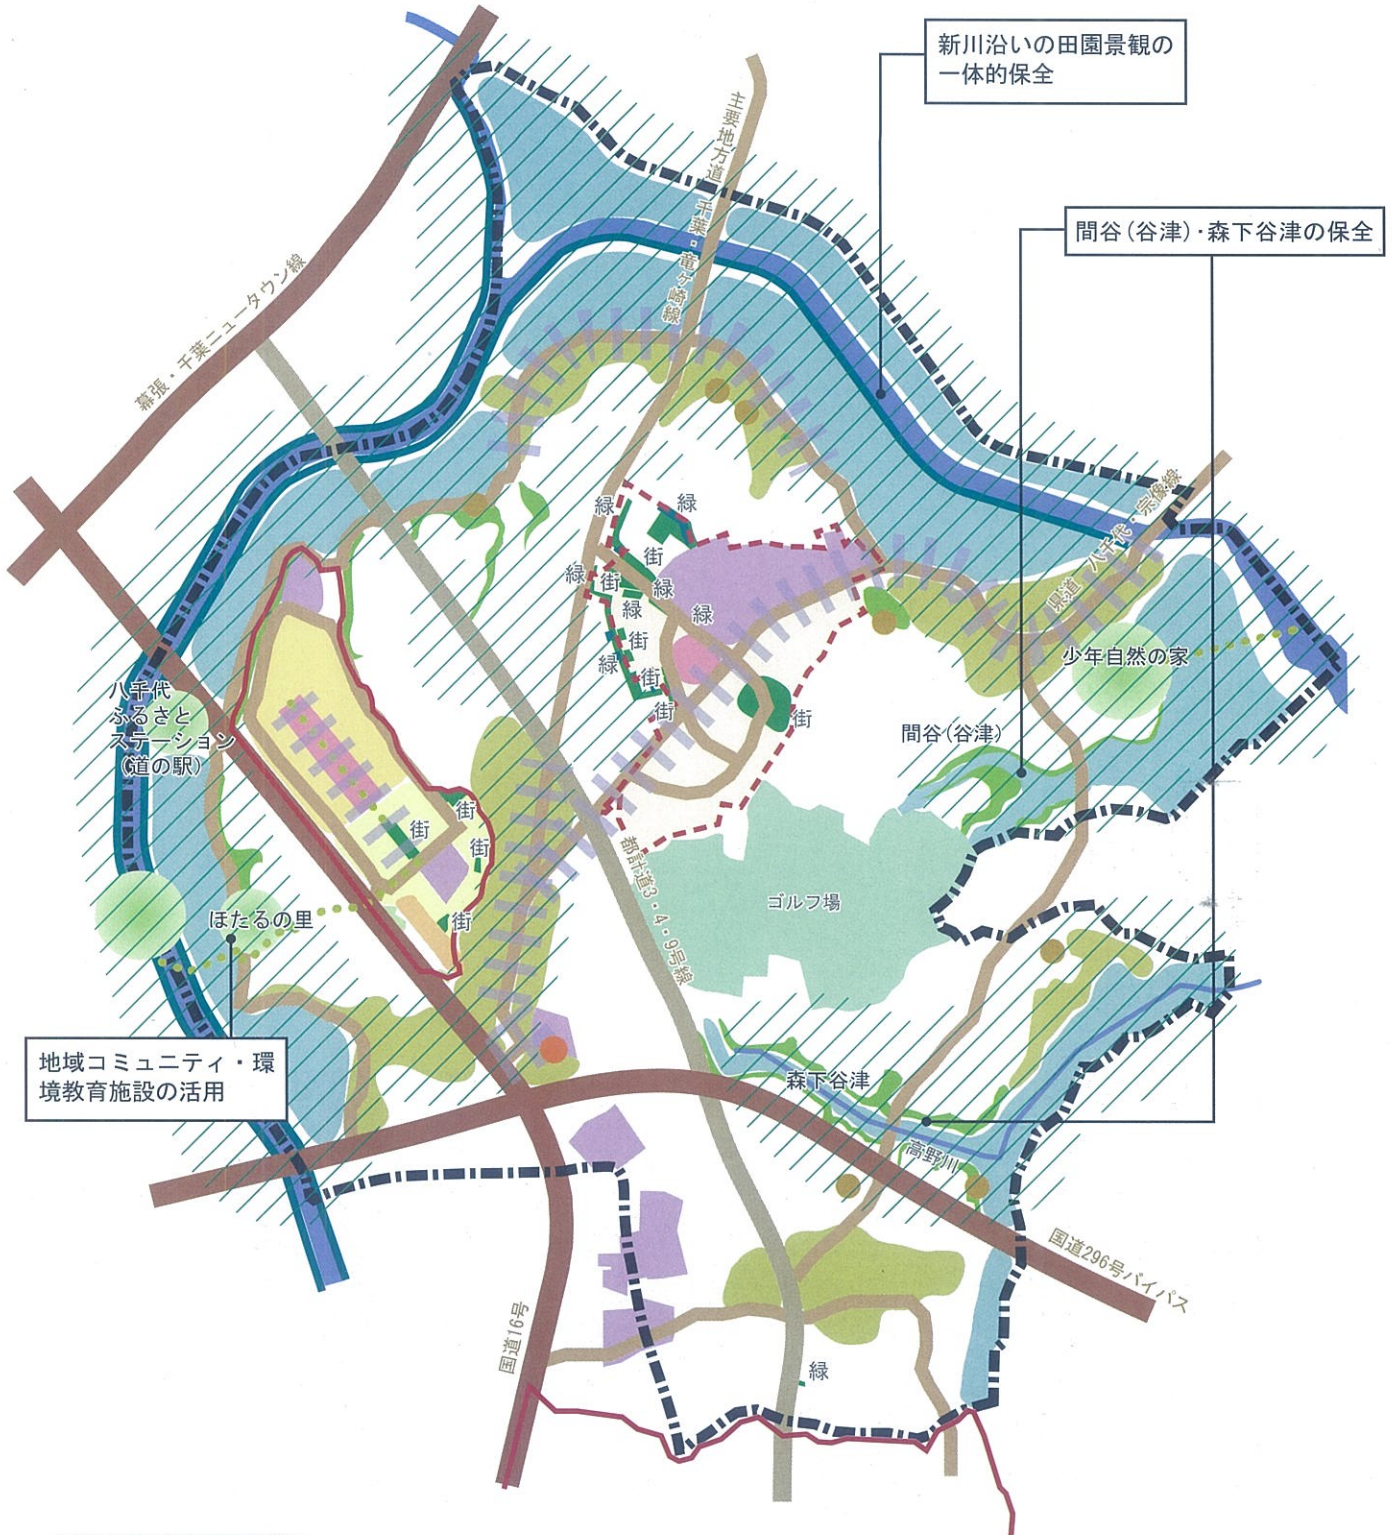 新川沿いの田園景観の
一体的保全
主要地方道 千葉・竜ヶ崎線
間谷(谷津)・森下谷津の保全
幕張・千葉ニュータウン線
県道 八千代・宗像線
緑
緑
街
緑
街
緑
緑
緑
街
緑
街
街
街
少年自然の家
八千代
ふるさと
ステーション
(道の駅)
間谷(谷津)
街
街
街
都計道3・4・9号線
ゴルフ場
ほたるの里
街
地域コミュニティ・環
境教育施設の活用
森下谷津
高野川
国道296号バイパス
国道16号
緑